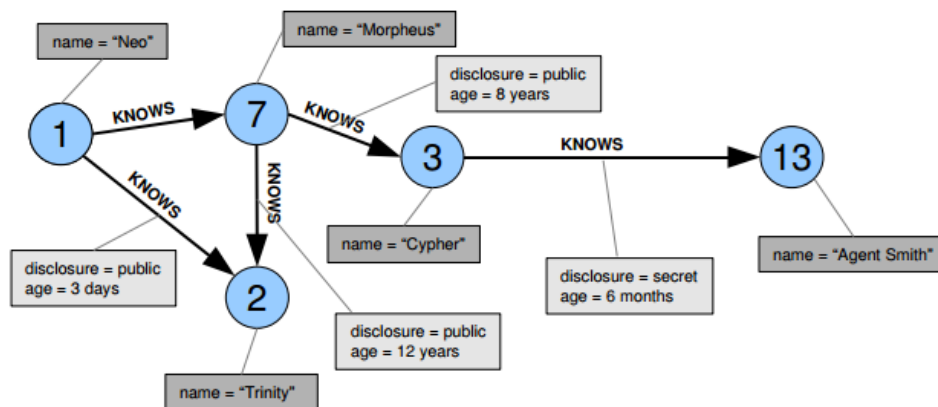 name = “Neo”
name = “Morpheus”
disclosure = public
age = 8 years
1
KNOWS
7
KNOWS
3
KNOWS
13
KNOWS
KNOWS
disclosure = public
age = 3 days
2
name = “Cypher”
disclosure = secret
age = 6 months
name = “Agent Smith”
disclosure = public
age = 12 years
name = “Trinity"